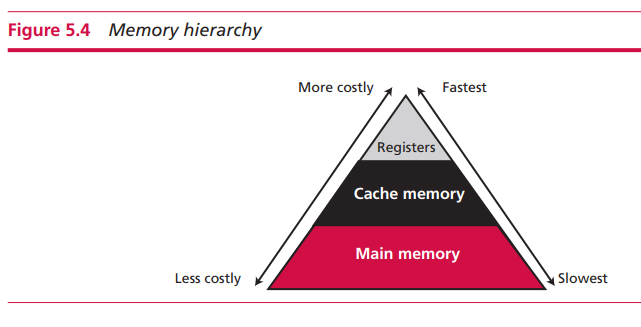 Figure 5.4 Memory hierarchy
More costly
Fastest
Registers
Cache memory
Main memory
Less costly
Slowest